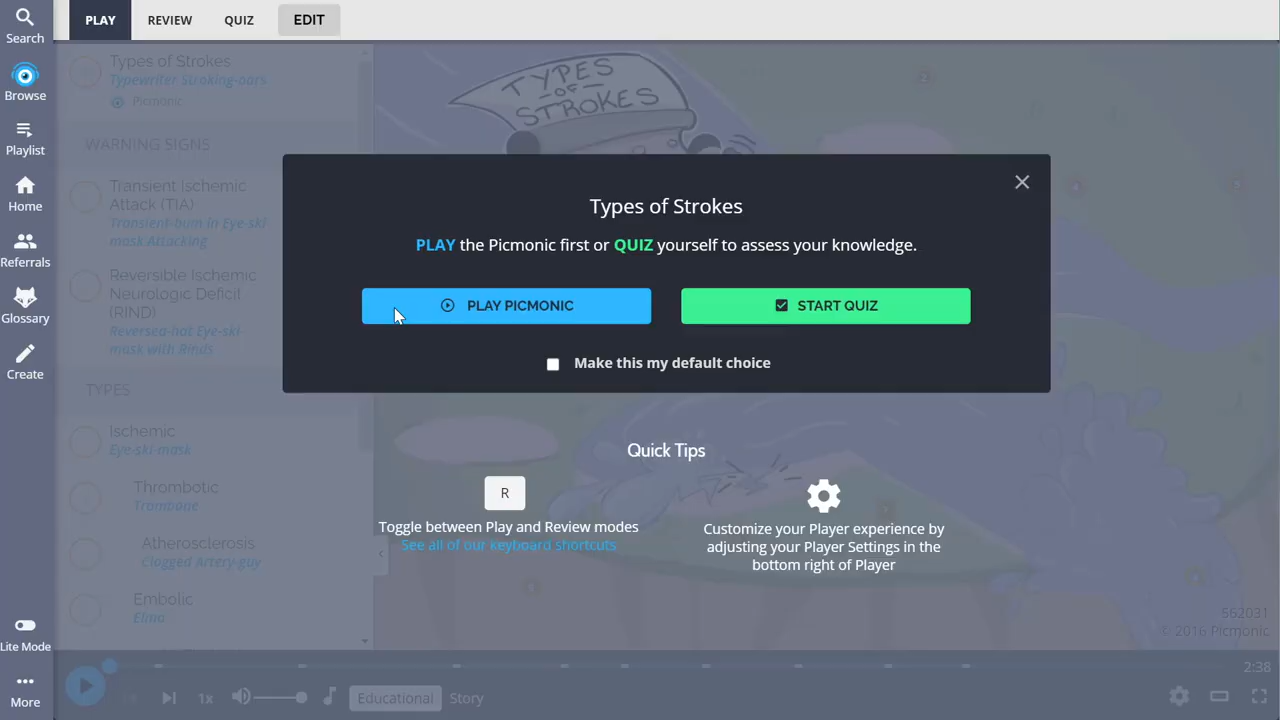 PLAY
REVIEW
QUIZ
EDIT
Search
Browse
Playlist
Home
Referrals
Glossary
Create
Lite Mode
More
Types of Strokes
Typewriter Stroking-oars
Picmonic
WARNING SIGNS
Transient Ischemic
Attack (TIA)
Transient-bum in Eye-ski-
mask Attacking
Reversible Ischemic
Neurologic Deficit
(RIND)
Reversea-hat Eye-ski-
mask with Rinds
TYPES
Ischemic
Eye-ski-mask
Thrombotic
Trombone
Atherosclerosis
Clogged Artery-guy
Embolic
Elmo
TYPES
OF
STROKES
Types of Strokes
PLAY the Picmonic first or QUIZ yourself to assess your knowledge.
PLAY PICMONIC
START QUIZ
Make this my default choice
Quick Tips
R
Toggle between Play and Review modes
See all of our keyboard shortcuts
Customize your Player experience by
adjusting your Player Settings in the
bottom right of Player
562031
© 2016 Picmonic
2:38
1x
Educational
Story